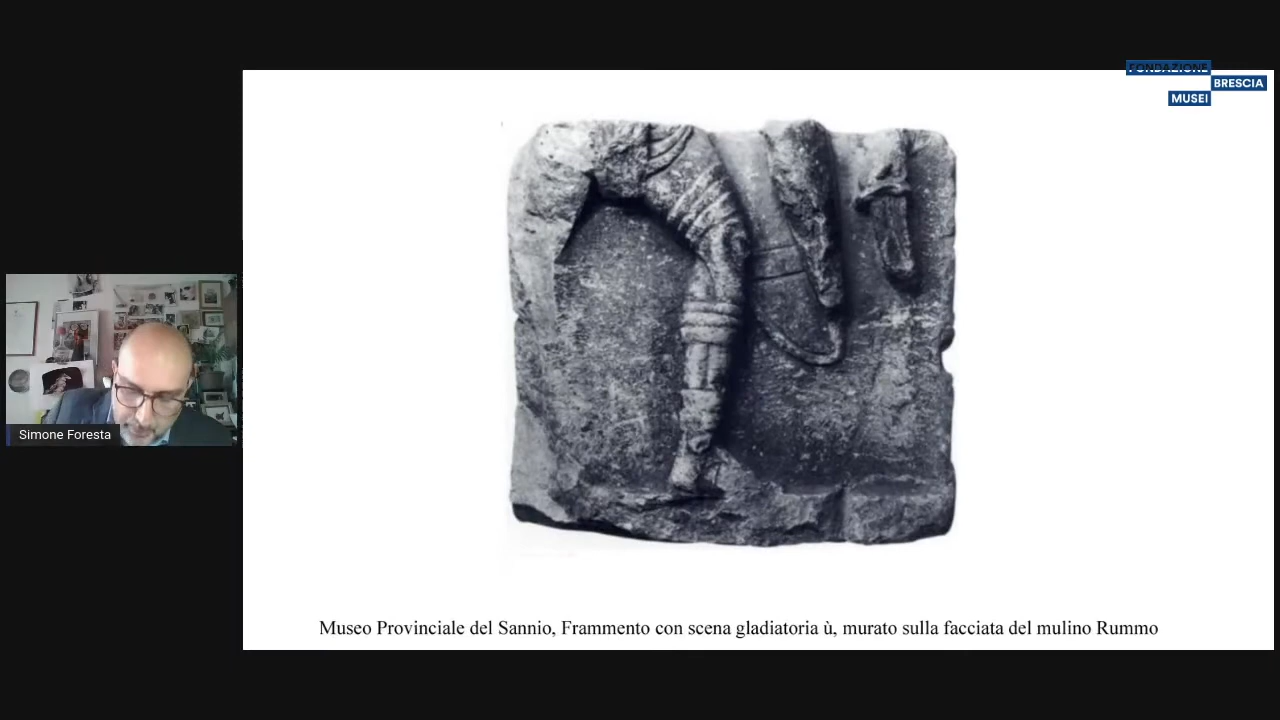 FONDAZIONE
BRESCIA
MUSEI
Simone Foresta
Museo Provinciale del Sannio, Frammento con scena gladiatoria ù, murato sulla facciata del mulino Rummo